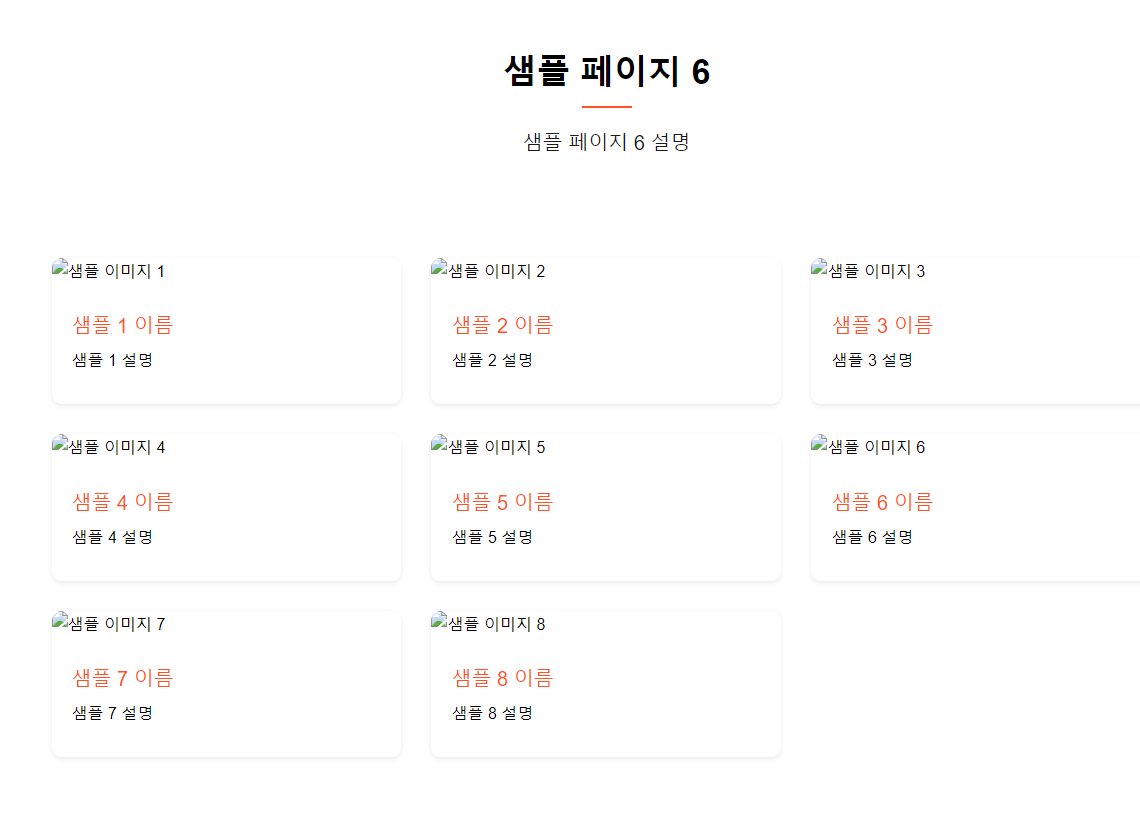 샘플 페이지 6
샘플 페이지 6 설명
샘플 이미지 1
샘플 1 이름
샘플 1 설명
샘플 이미지 2
샘플 2 이름
샘플 2 설명
샘플 이미지 3
샘플 3 이름
샘플 3 설명
샘플 이미지 4
샘플 4 이름
샘플 4 설명
샘플 이미지 5
샘플 5 이름
샘플 5 설명
샘플 이미지 6
샘플 6 이름
샘플 6 설명
샘플 이미지 7
샘플 7 이름
샘플 7 설명
샘플 이미지 8
샘플 8 이름
샘플 8 설명